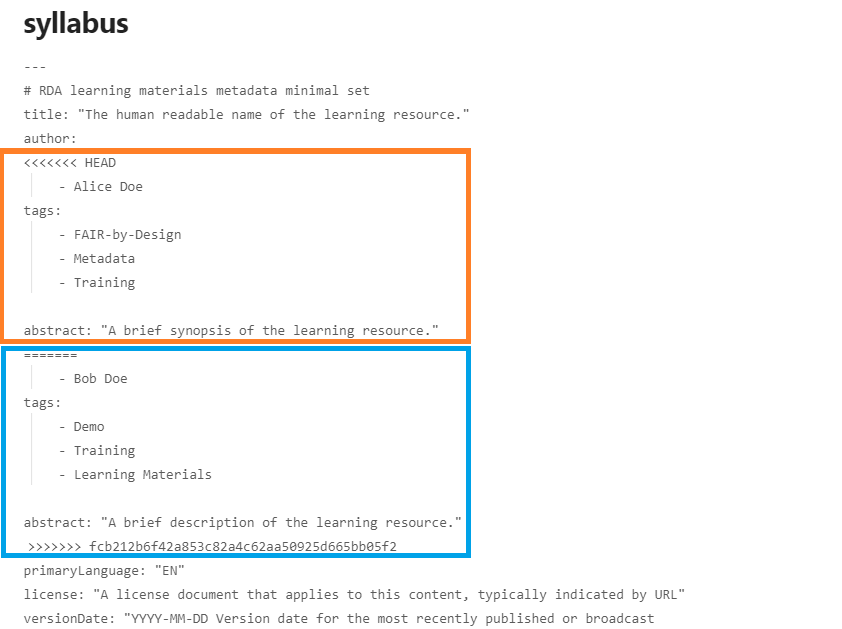 syllabus
---
# RDA learning materials metadata minimal set
title: "The human readable name of the learning resource."
author:
<<<<<<< HEAD
- Alice Doe
tags:
- FAIR-by-Design
- Metadata
- Training
abstract: "A brief synopsis of the learning resource."
=======
- Bob Doe
tags:
- Demo
- Training
- Learning Materials
abstract: "A brief description of the learning resource."
>>>>>>> fcb212b6f42a853c82a4c62aa50925d665bb05f2
primaryLanguage: "EN"
license: "A license document that applies to this content, typically indicated by URL"
versionDate: "YYYY-MM-DD Version date for the most recently published or broadcast